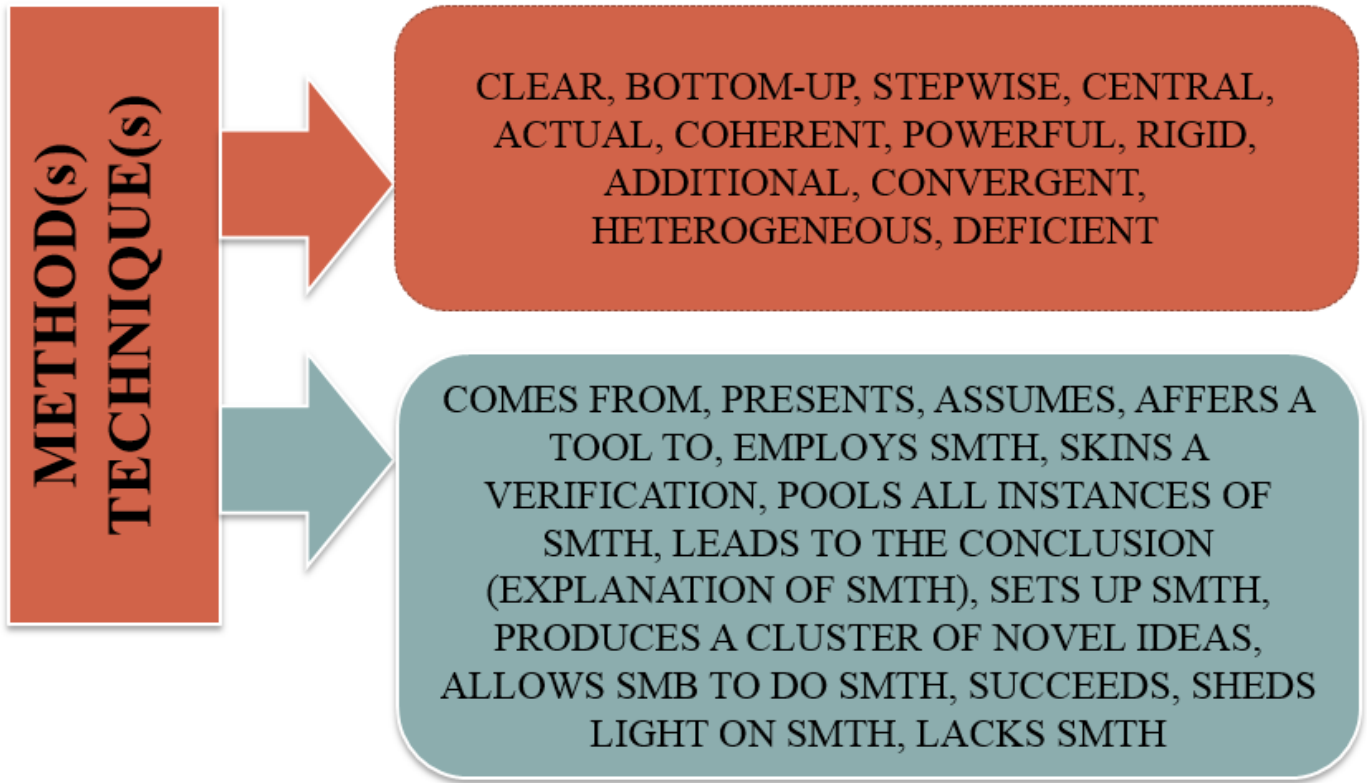 METHOD(s)
TECHNIQUE(s)
CLEAR, BOTTOM-UP, STEPWISE, CENTRAL,
ACTUAL, COHERENT, POWERFUL, RIGID,
ADDITIONAL, CONVERGENT,
HETEROGENEOUS, DEFICIENT
COMES FROM, PRESENTS, ASSUMES, AFFERS A
TOOL TO, EMPLOYS SMTH, SKINS A
VERIFICATION, POOLS ALL INSTANCES OF
SMTH, LEADS TO THE CONCLUSION
(EXPLANATION OF SMTH), SETS UP SMTH,
PRODUCES A CLUSTER OF NOVEL IDEAS,
ALLOWS SMB TO DO SMTH, SUCCEEDS, SHEDS
LIGHT ON SMTH, LACKS SMTH